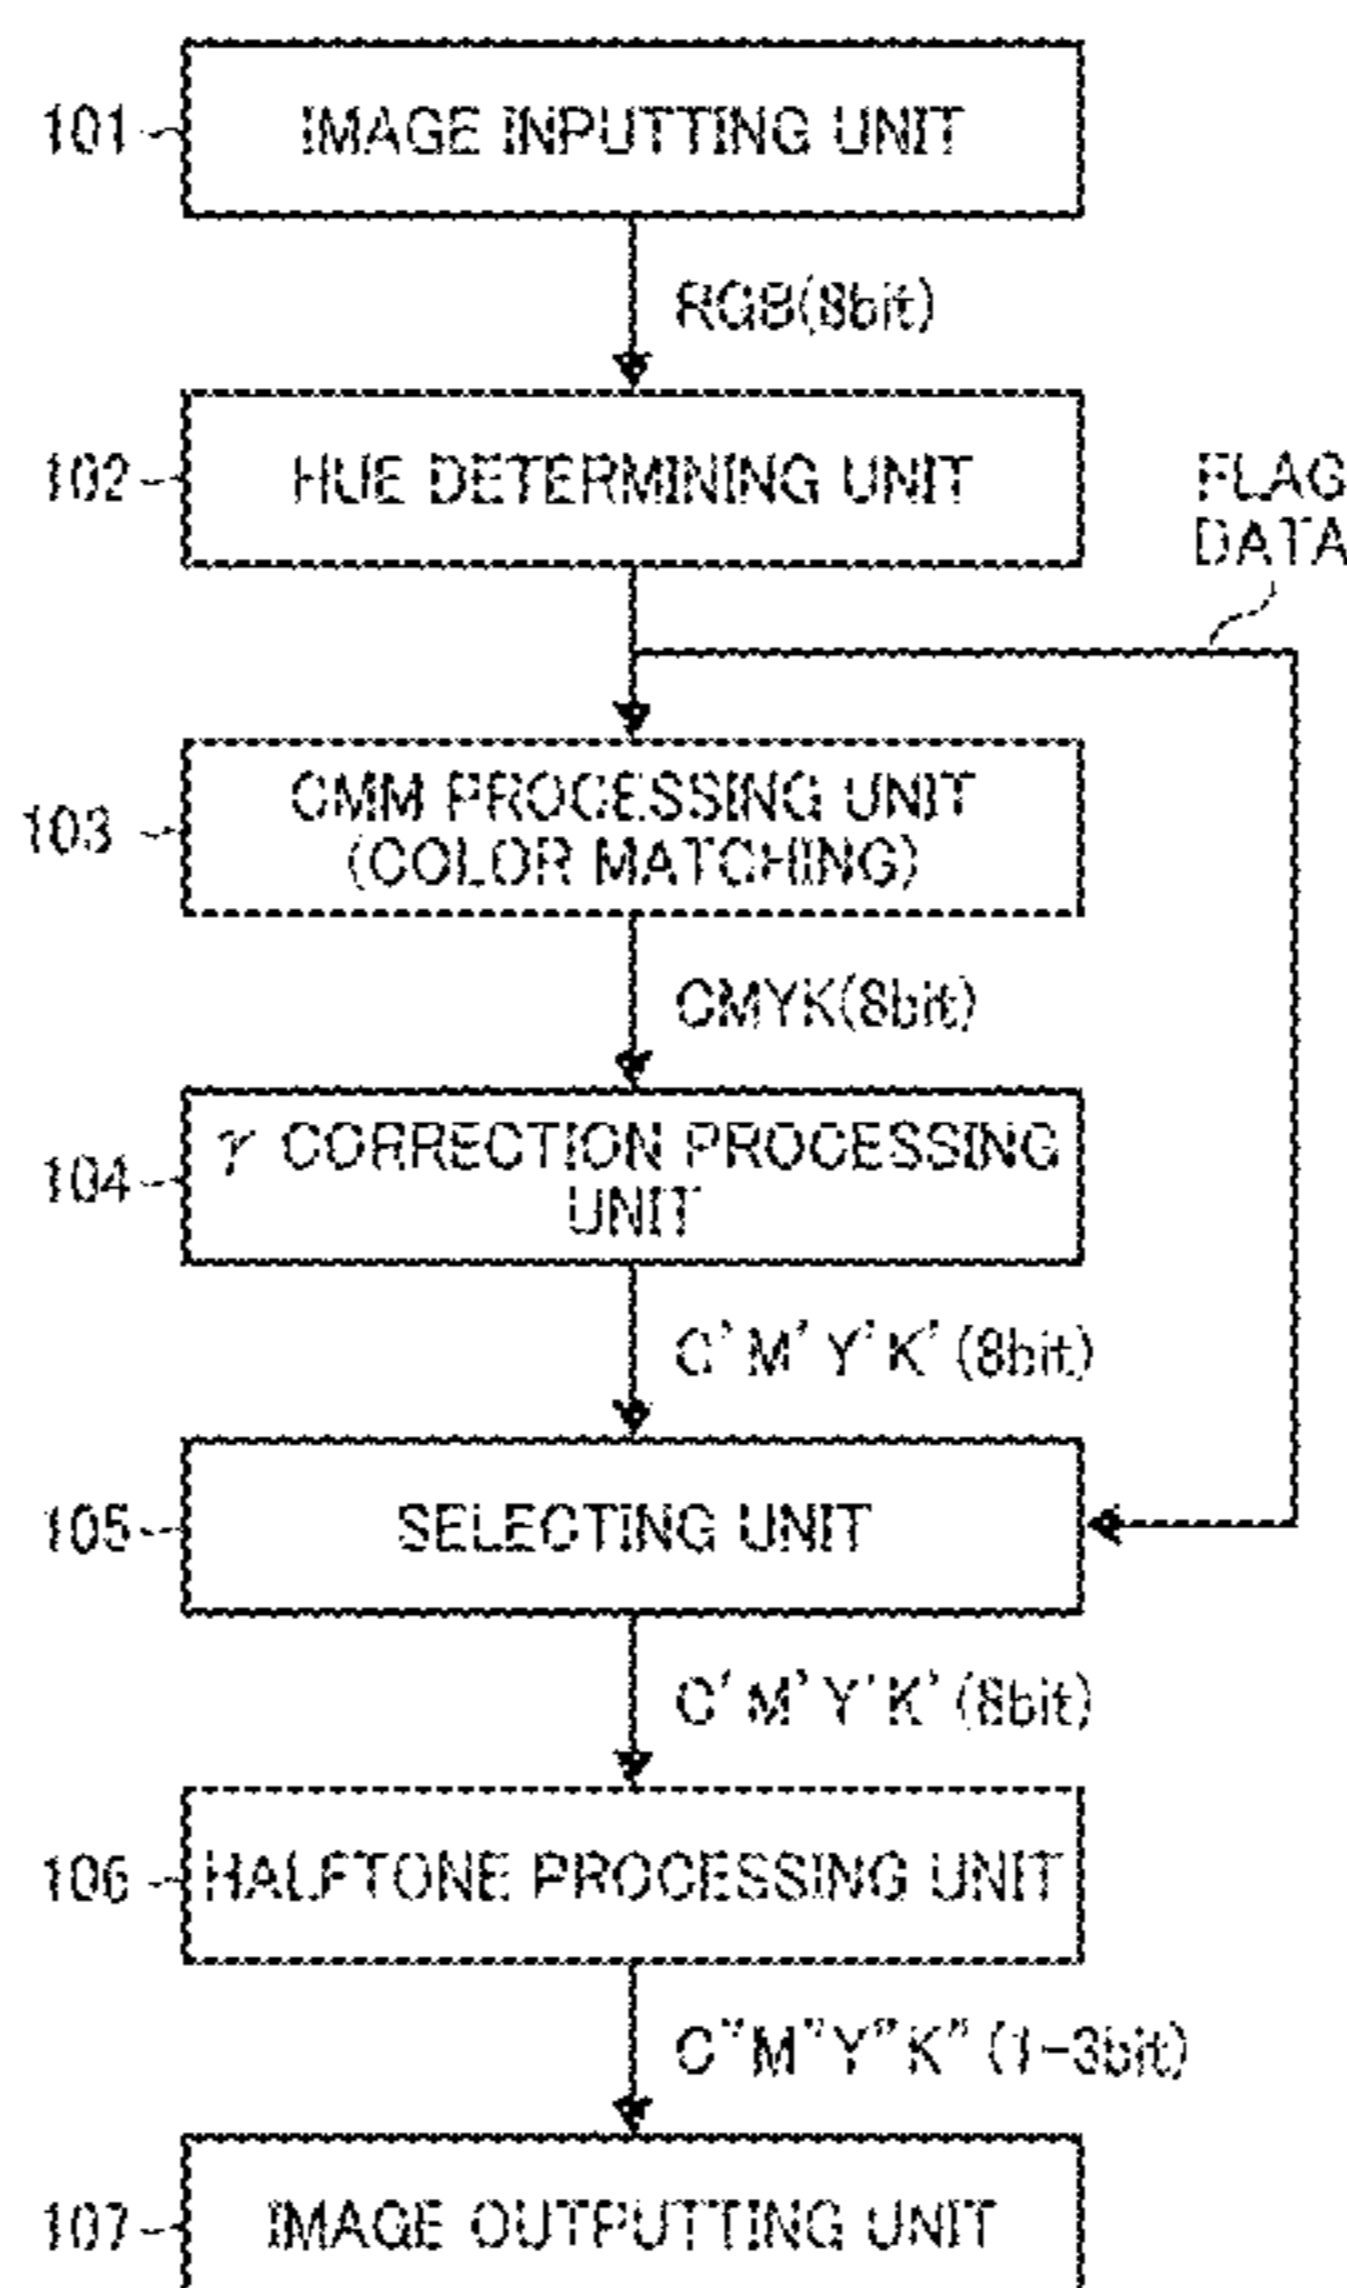 101
IMAGE INPUTTING UNIT
RGB(8bit)
102
HUE DETERMINING UNIT
FLAG
DATA
103
CMM PROCESSING UNIT
(COLOR MATCHING)
CMYK(8bit)
104
γ CORRECTION PROCESSING
UNIT
C'M'Y'K'(8bit)
105
SELECTING UNIT
C'M'Y'K'(8bit)
106
HALFTONE PROCESSING UNIT
C"M"Y"K"(1-3bit)
107
IMAGE OUTPUTTING UNIT